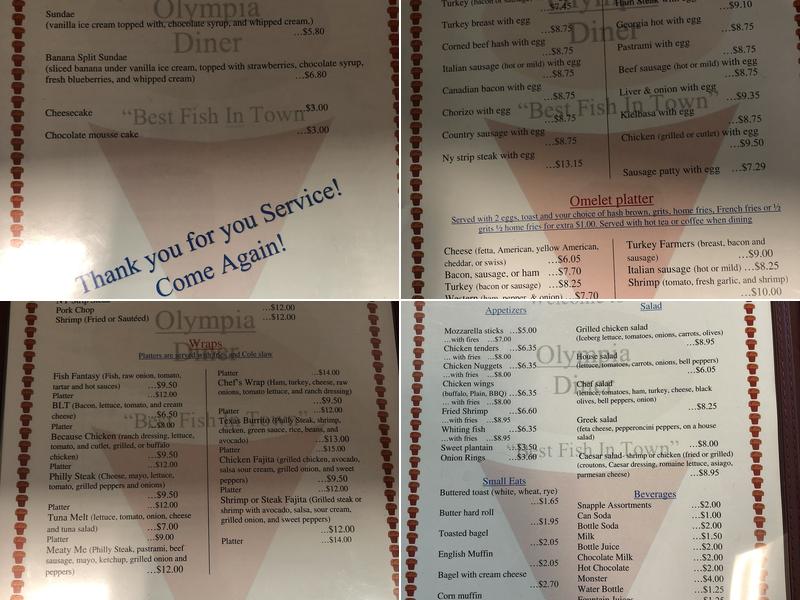 Olympia
Diner
Sundae
(vanilla ice cream topped with, chocolate syrup, and whipped cream,)
...$5.80
Banana Split Sundae
(sliced banana under vanilla ice cream, topped with strawberries, chocolate syrup,
fresh blueberries, and whipped cream)
...$6.80
"Best Fish In Town"
Cheesecake ...$3.00
Chocolate mousse cake ...$3.00
Thank you for you Service!
Come Again!
...$7.45
Turkey breast with egg
...$8.75
Corned beef hash with egg
...$8.75
Italian sausage (hot or mild) with egg
...$8.75
Canadian bacon with egg
...$8.75
Chorizo with egg
...$8.75
Country sausage with egg
...$8.75
Ny strip steak with egg
...$13.15
Diner
"Best Fish In Town"
Ham Steak
...$9.10
Georgia hot with egg
...$8.75
Pastrami with egg
...$8.75
Beef sausage (hot or mild) with egg
...$8.75
Liver & onion with egg
...$9.35
Kielbasa with egg
...$8.75
Chicken (grilled or cutlet) with egg
...$9.50
Sausage patty with egg ...$7.29
Omelet platter
Served with 2 eggs, toast and your choice of hash brown, grits, home fries, French fries or ½
grits ½ home fries for extra $1.00. Served with hot tea or coffee when dining
Cheese (fetta, American, yellow American,
cheddar, or swiss) ...$6.05
Bacon, sausage, or ham ...$7.70
Turkey (bacon or sausage) ...$8.25
Western (ham, pepper, & onion) ...$7.70
Turkey Farmers (breast, bacon and
sausage) ...$9.00
Italian sausage (hot or mild) ...$8.25
Shrimp (tomato, fresh garlic, and shrimp)
...$10.00
Pork Chop ...$12.00
Shrimp (Fried or Sautéed) ...$12.00
Olympia
Diner
Wraps
Platters are served with fries and Cole slaw
"Best Fish In Town"
Fish Fantasy (Fish, raw onion, tomato,
tartar and hot sauces) ...$9.50
Platter ...$12.00
BLT (Bacon, lettuce, tomato, and cream
cheese) ...$6.50
Platter ...$8.00
Because Chicken (ranch dressing, lettuce,
tomato, and cutlet, grilled, or buffalo
chicken) ...$9.50
Platter ...$12.00
Philly Steak (Cheese, mayo, lettuce,
tomato, grilled peppers and onions)
...$9.50
Platter ...$12.00
Tuna Melt (lettuce, tomato, onion, cheese
and tuna salad) ...$7.00
Platter ...$9.00
Meaty Me (Philly Steak, pastrami, beef
sausage, mayo, ketchup, grilled onion and
peppers) ...$12.00
Platter ...$14.00
Chef's Wrap (Ham, turkey, cheese, raw
onions, tomato lettuce, and ranch dressing)
...$9.50
Platter ...$12.00
Texas Burrito (Philly Steak, shrimp,
chicken, green sauce, rice, beans, and
avocado) ...$13.00
Platter ...$15.00
Chicken Fajita (grilled chicken, avocado,
salsa sour cream, grilled onion, and sweet
peppers) ...$9.50
Platter ...$12.00
Shrimp or Steak Fajita (Grilled steak or
shrimp with avocado, salsa, sour cream,
grilled onion, and sweet peppers)
...$12.00
Platter ...$14.00
Appetizers
Mozzarella sticks ...$5.00
...with fries ...$7.00
Chicken tenders ...$6.35
...with fries ...$8.00
Chicken Nuggets ...$6.35
...with fries ...$8.00
Chicken wings
(buffalo, Plain, BBQ) ...$6.35
...with fries ...$8.00
Fried Shrimp ...$6.60
...with fries ...$8.95
Whiting fish ...$6.35
...with fries ...$8.95
Sweet plantain ...$3.50
Onion Rings ...$3.60
Small Eats
Buttered toast (white, wheat, rye)
...$1.65
Butter hard roll
...$1.95
Toasted bagel
...$2.05
English Muffin
...$2.05
Bagel with cream cheese
...$2.70
Corn muffin
Olympia
Diner
Best Fish In Town"
Salad
Grilled chicken salad
(Iceberg lettuce, tomatoes, onions, carrots, olives)
...$8.95
House salad
(lettuce, tomatoes, carrots, onions, bell peppers)
...$6.05
Chef salad
(lettuce, tomatoes, ham, turkey, cheese, black
olives, bell peppers, onion)
...$8.25
Greek salad
(feta cheese, pepperoncini peppers, on a house
salad)
...$8.00
Caesar salad- shrimp or chicken (fried or grilled)
(croutons, Caesar dressing, romaine lettuce, asiago,
parmesan cheese) ...$8.95
Beverages
Snapple Assortments ...$2.00
Can Soda ...$1.00
Bottle Soda ...$2.00
Milk ...$1.50
Bottle Juice ...$2.00
Chocolate Milk ...$2.00
Hot Chocolate ...$2.00
Monster ...$4.00
Water Bottle ...$1.25
Fountain Juices ...$1.25